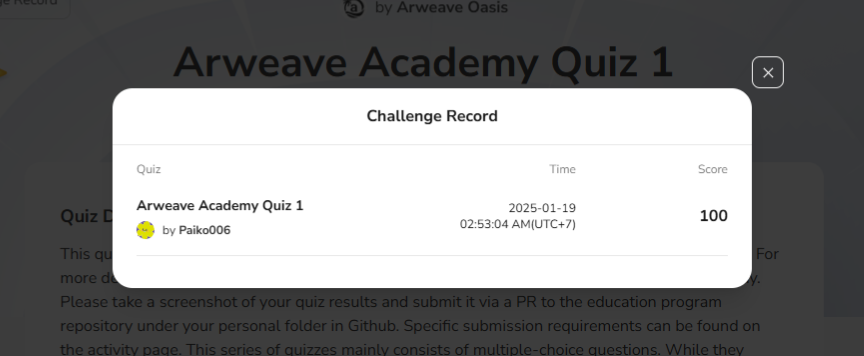 ge Record
by Arweave Oasis
Arweave Academy Quiz 1
Challenge Record
Quiz Time Score
Arweave Academy Quiz 1
2025-01-19
02:53:04 AM(UTC+7)
100
by Paiko006
Quiz D
This qu For
more de y.
Please take a screenshot of your quiz results and submit it via a PR to the education program
repository under your personal folder in Github. Specific submission requirements can be found on
the activity page. This series of quizzes mainly consists of multiple-choice questions. While they